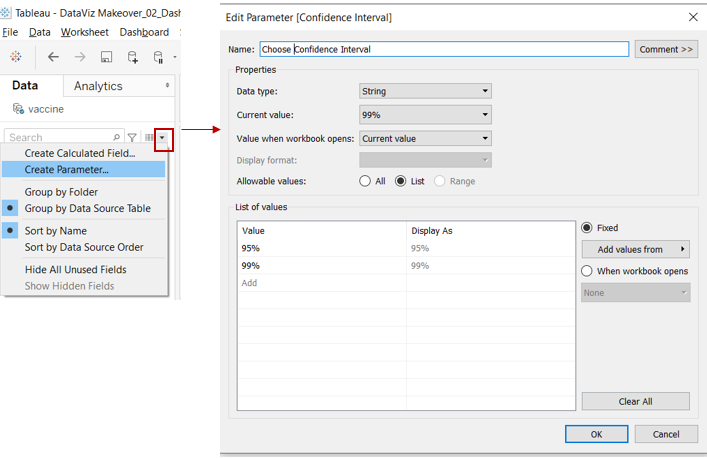 Tableau - DataViz Makeover_02_Dash
File Data Worksheet Dashboard S
Data Analytics
vaccine
Search
Create Calculated Field...
Create Parameter...
Group by Folder
Group by Data Source Table
Sort by Name
Sort by Data Source Order
Hide All Unused Fields
Show Hidden Fields
Edit Parameter [Confidence Interval]
Name: Choose Confidence Interval Comment >>
Properties
Data type: String
Current value: 99%
Value when workbook opens: Current value
Display format:
Allowable values: All List Range
List of values
Value Display As
95% 95%
99% 99%
Add
Fixed
Add values from
When workbook opens
None
Clear All
OK Cancel